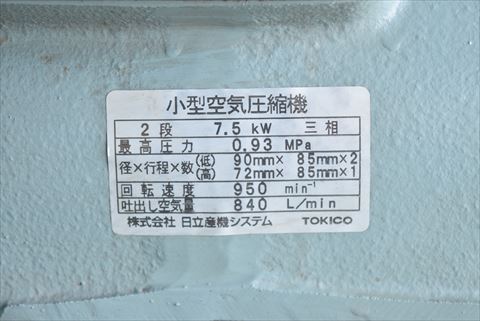 小型空気圧縮機
2段 7.5 kW 三相
最高圧力 0.93 MPa
径×行程×数 (低) 90mm× 85mm×2
(高) 72mm× 85mm×1
回転速度 950 min⁻¹
吐出し空気量 840 L/min
株式会社 日立産機システム TOKICO